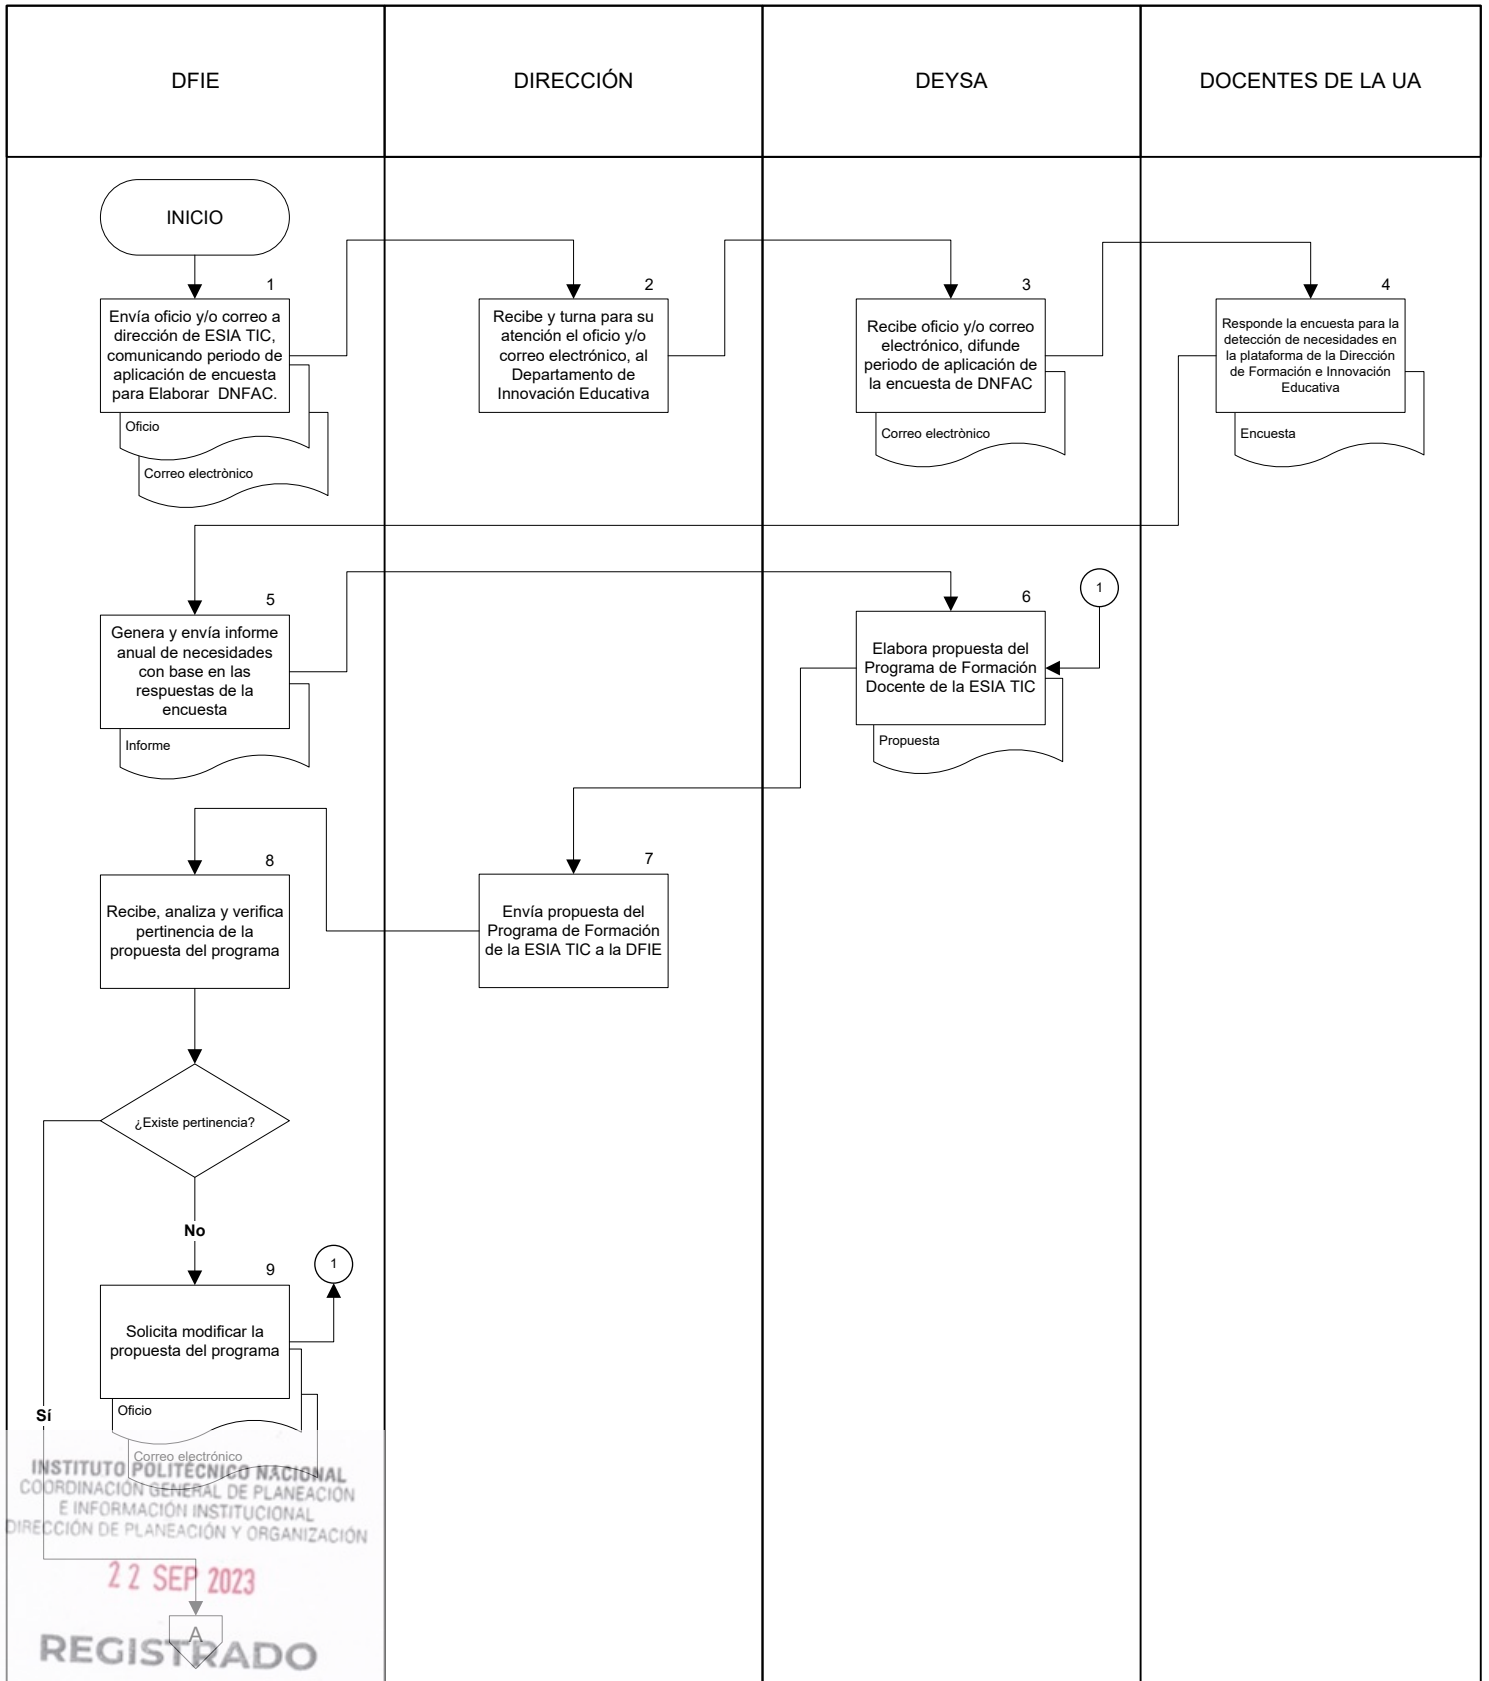 DFIE
DIRECCIÓN
DEYSA
DOCENTES DE LA UA
INICIO
1
Envía oficio y/o correo a
dirección de ESIA TIC,
comunicando periodo de
aplicación de encuesta
para Elaborar DNFAC.
Oficio
Correo electrònico
2
Recibe y turna para su
atención el oficio y/o
correo electrónico, al
Departamento de
Innovación Educativa
3
Recibe oficio y/o correo
electrónico, difunde
periodo de aplicación de
la encuesta de DNFAC
Correo electrònico
4
Responde la encuesta para la
detección de necesidades en
la plataforma de la Dirección
de Formación e Innovación
Educativa
Encuesta
5
Genera y envía informe
anual de necesidades
con base en las
respuestas de la
encuesta
Informe
6
1
Elabora propuesta del
Programa de Formación
Docente de la ESIA TIC
Propuesta
7
Envía propuesta del
Programa de Formación
de la ESIA TIC a la DFIE
8
Recibe, analiza y verifica
pertinencia de la
propuesta del programa
¿Existe pertinencia?
No
9
1
Solicita modificar la
propuesta del programa
Oficio
Sí
Correo electrónico
INSTITUTO POLITÉCNICO NACIONAL
COORDINACIÓN GENERAL DE PLANEACIÓN
E INFORMACIÓN INSTITUCIONAL
DIRECCIÓN DE PLANEACIÓN Y ORGANIZACIÓN
22 SEP 2023
A
REGISTRADO